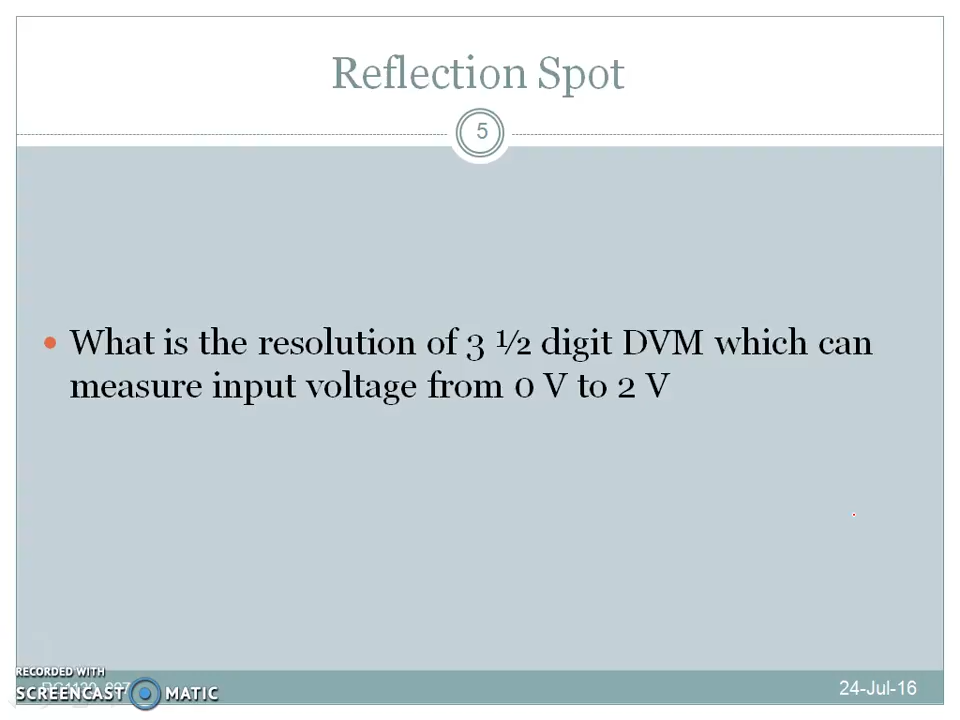 Reflection Spot
5
• What is the resolution of 3 ½ digit DVM which can
measure input voltage from 0 V to 2 V
RECORDED WITH
SCREENCAST MATIC
24-Jul-16